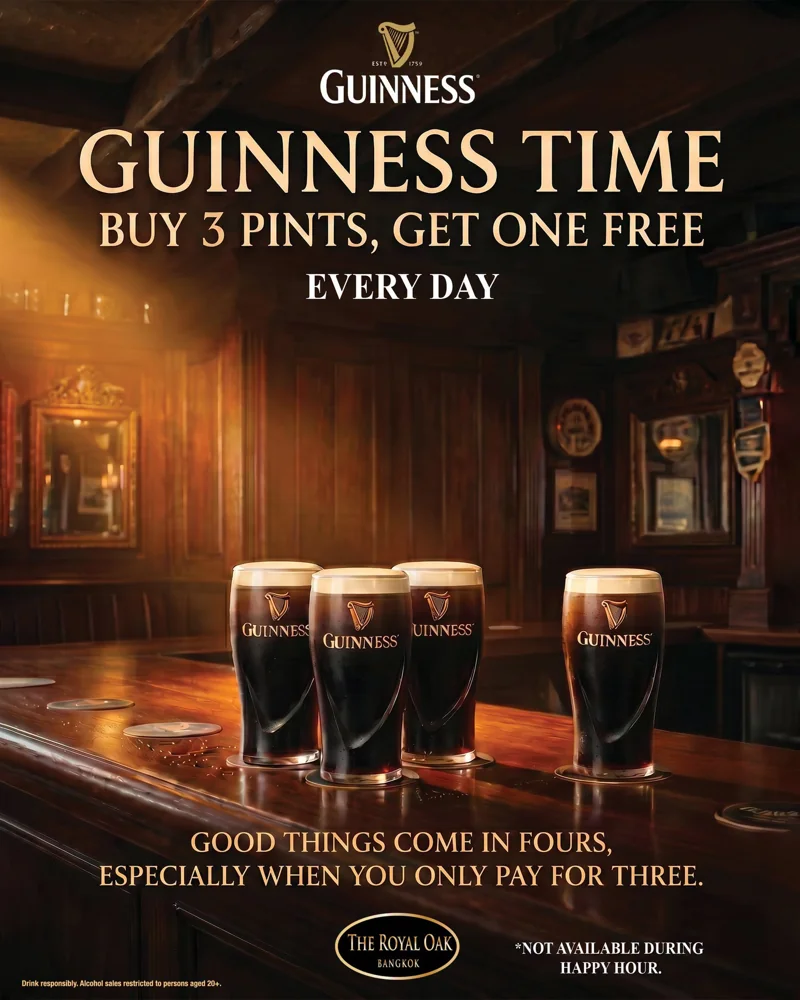 ESTD 1759
GUINNESS
GUINNESS TIME
BUY 3 PINTS, GET ONE FREE
EVERY DAY
GUINNESS
GUINNESS
UINNESS
GUINNESS
GOOD THINGS COME IN FOURS,
ESPECIALLY WHEN YOU ONLY PAY FOR THREE.
THE ROYAL OAK
BANGKOK
*NOT AVAILABLE DURING
HAPPY HOUR.
Drink responsibly. Alcohol sales restricted to persons aged 20+.